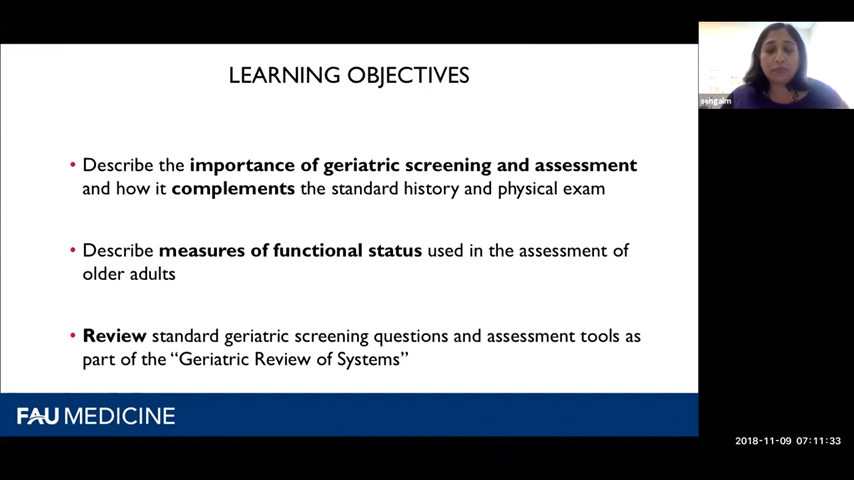 LEARNING OBJECTIVES
• Describe the importance of geriatric screening and assessment
and how it complements the standard history and physical exam
• Describe measures of functional status used in the assessment of
older adults
• Review standard geriatric screening questions and assessment tools as
part of the “Geriatric Review of Systems”
FAU MEDICINE
sehgalm
2018-11-09 07:11:33